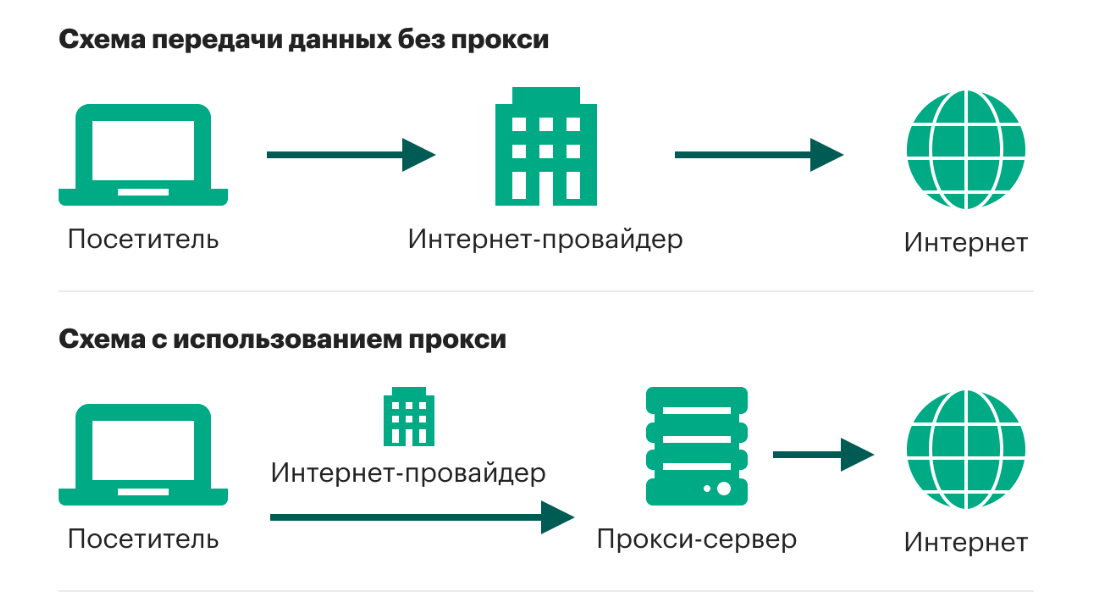 Схема передачи данных без прокси
Посетитель
Интернет-провайдер
Интернет
Схема с использованием прокси
Интернет-провайдер
Посетитель
Прокси-сервер
Интернет